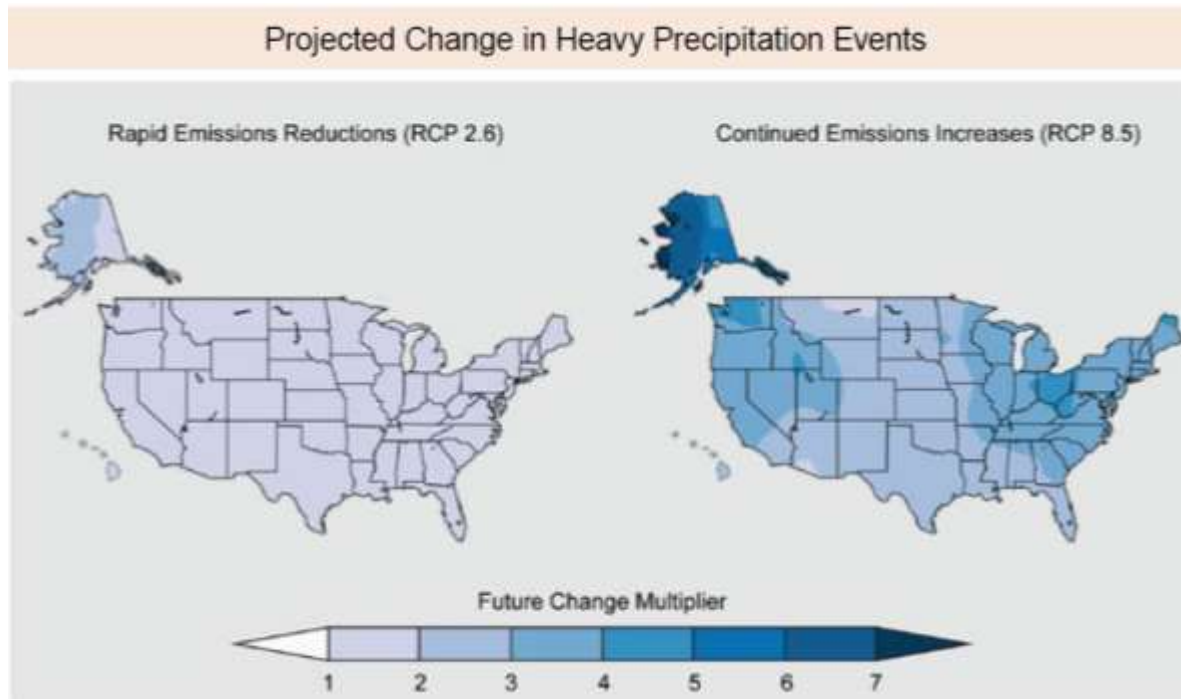 Projected Change in Heavy Precipitation Events
Rapid Emissions Reductions (RCP 2.6)
Continued Emissions Increases (RCP 8.5)
Future Change Multiplier
1 2 3 4 5 6 7